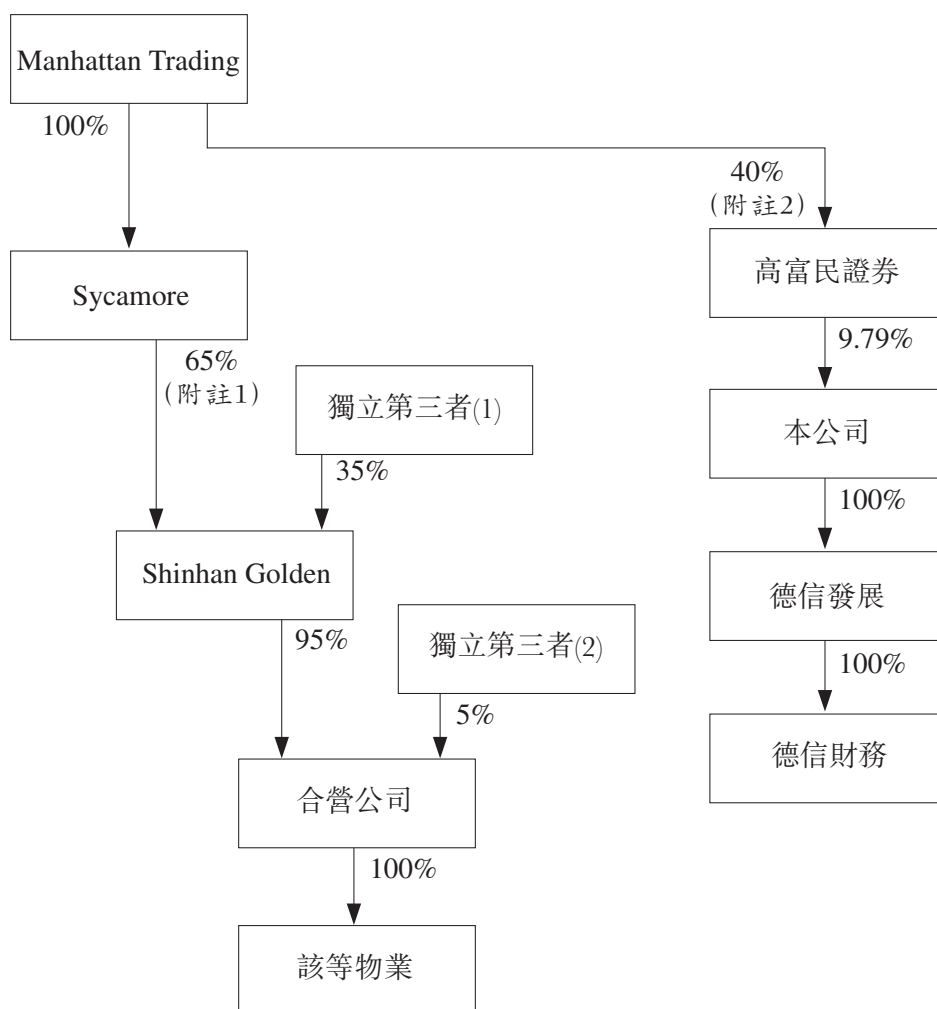 Manhattan Trading
100%
40%
(附註2)
高富民證券
Sycamore
9.79%
65%
(附註1)
獨立第三者(1)
本公司
35%
100%
Shinhan Golden
德信發展
95%
獨立第三者(2)
100%
5%
德信財務
合營公司
100%
該等物業